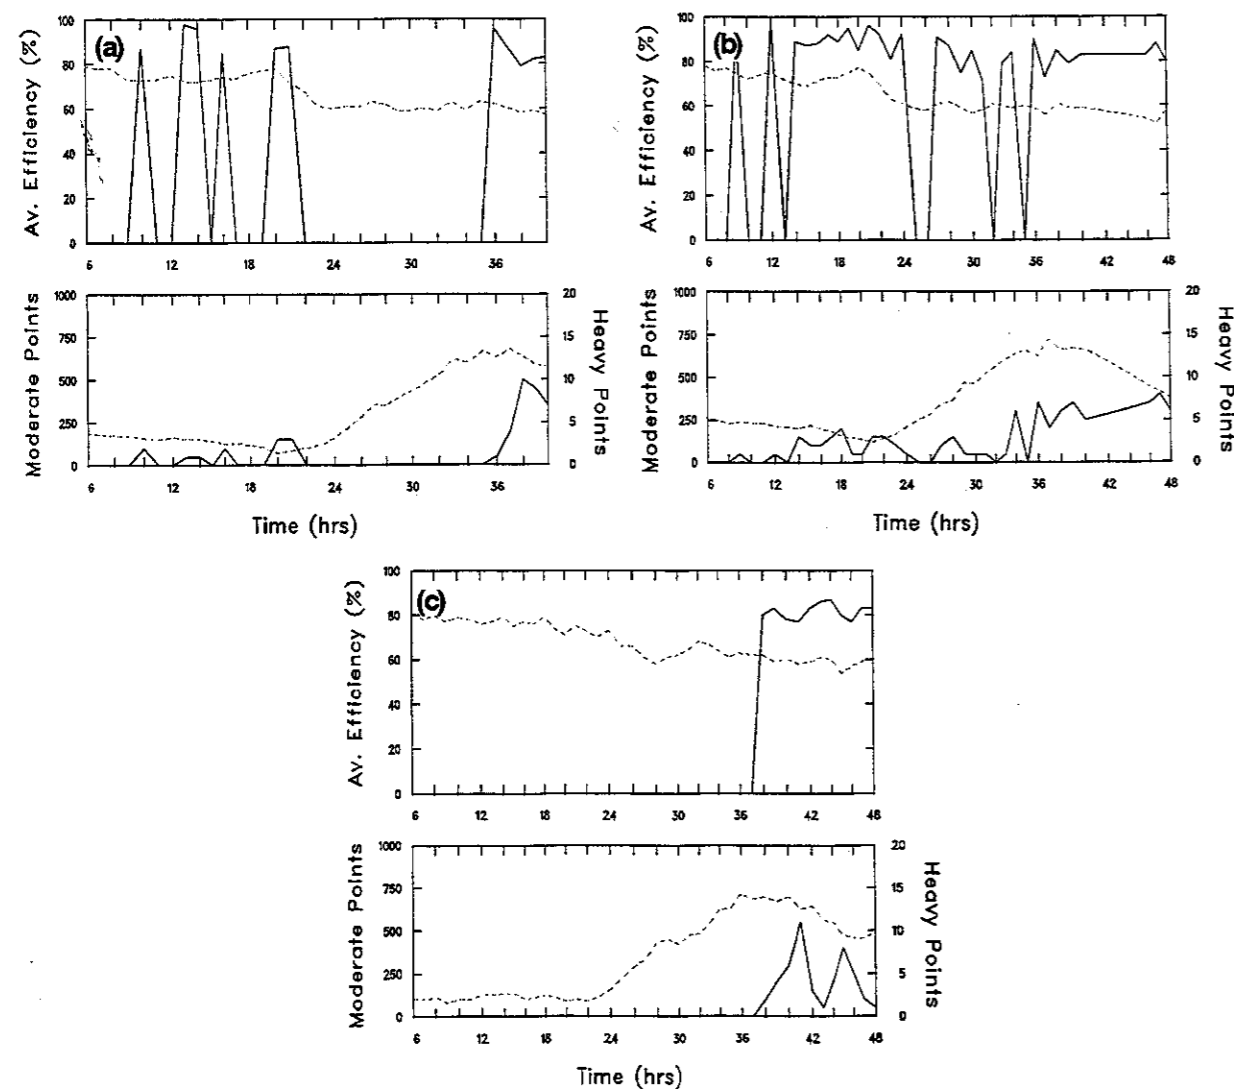 (a)
Av. Efficiency (%)
100
80
60
40
20
0
6 12 18 24 30 36
Moderate Points
1000
750
500
250
0
20
15
10
5
0
Heavy Points
6 12 18 24 30 36
Time (hrs)
(b)
Av. Efficiency (%)
100
80
60
40
20
0
6 12 18 24 30 36 42 48
Moderate Points
1000
750
500
250
0
20
15
10
5
0
Heavy Points
6 12 18 24 30 36 42 48
Time (hrs)
(c)
Av. Efficiency (%)
100
80
60
40
20
0
6 12 18 24 30 36 42 48
Moderate Points
1000
750
500
250
0
20
15
10
5
0
Heavy Points
6 12 18 24 30 36 42 48
Time (hrs)